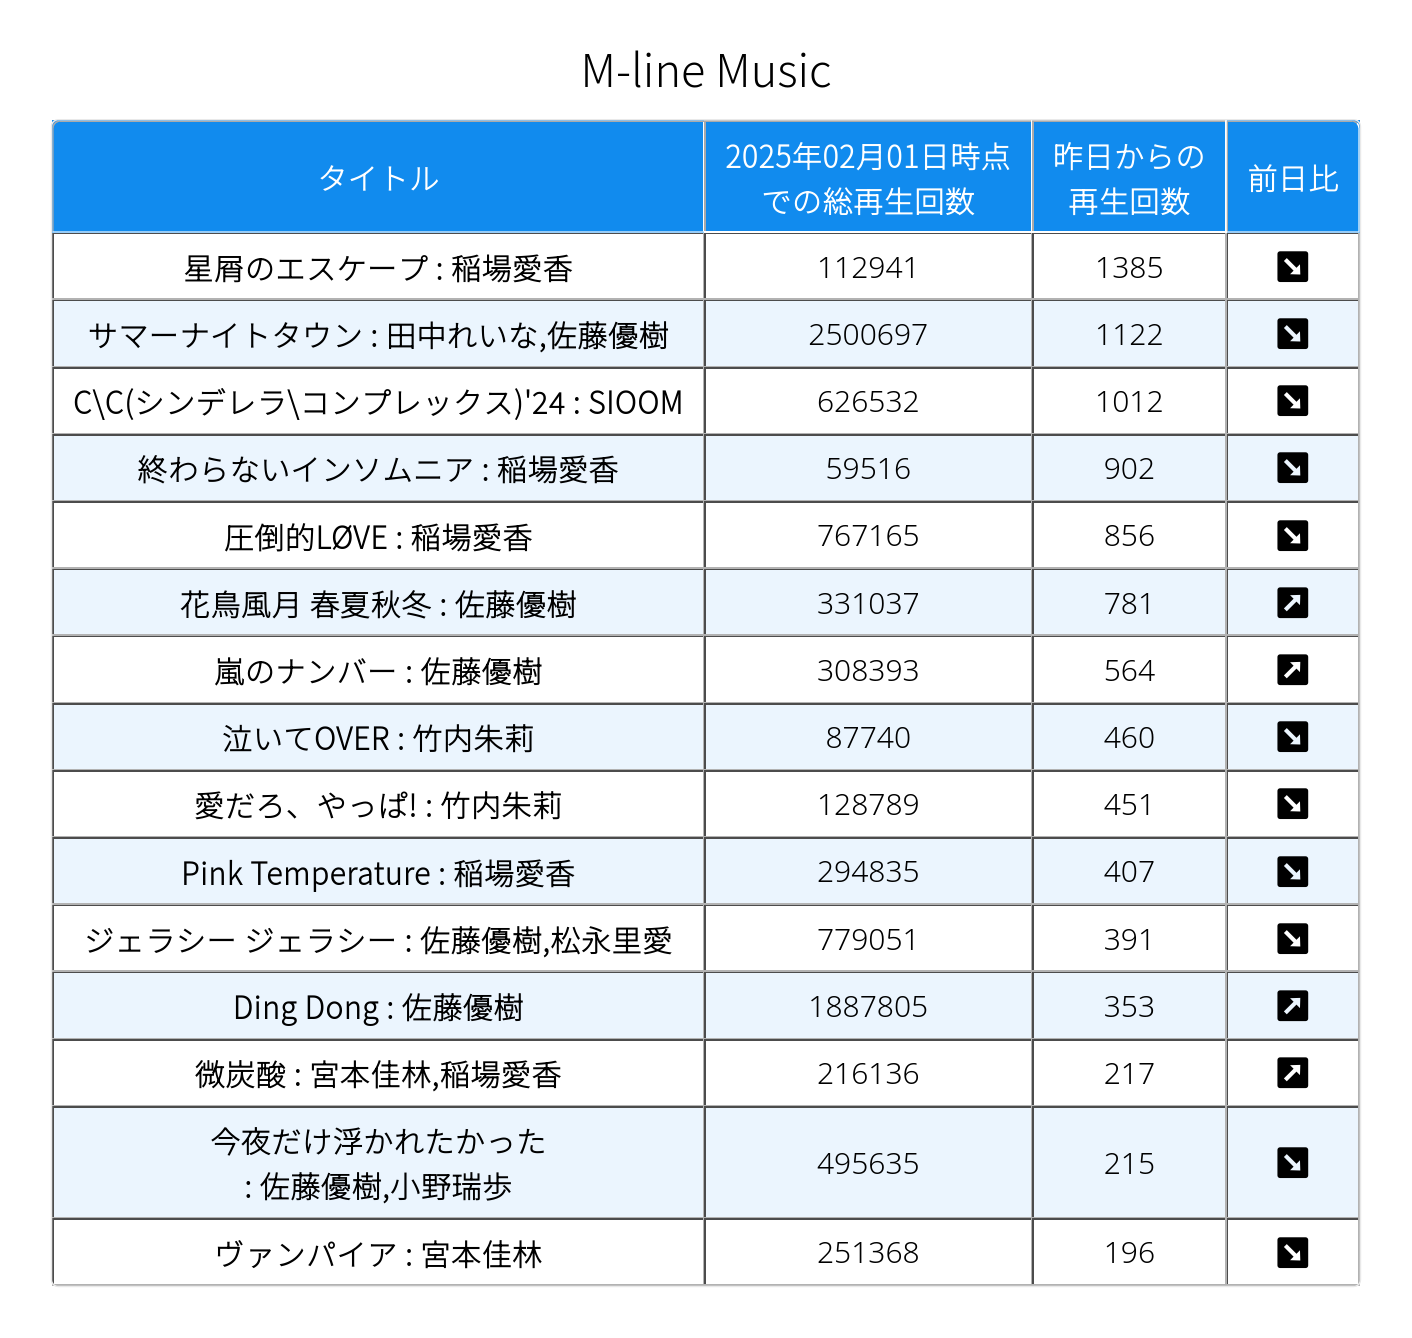 M-line Music
タイトル
2025年02月01日時点
での総再生回数
昨日からの
再生回数
前日比
星屑のエスケープ : 稲場愛香 112941 1385 ↘
サマーナイトタウン : 田中れいな,佐藤優樹 2500697 1122 ↘
C\C(シンデレラ\コンプレックス)'24 : SIOOM 626532 1012 ↘
終わらないインソムニア : 稲場愛香 59516 902 ↘
圧倒的LØVE : 稲場愛香 767165 856 ↘
花鳥風月 春夏秋冬 : 佐藤優樹 331037 781 ↗
嵐のナンバー : 佐藤優樹 308393 564 ↗
泣いてOVER : 竹内朱莉 87740 460 ↘
愛だろ、やっぱ! : 竹内朱莉 128789 451 ↘
Pink Temperature : 稲場愛香 294835 407 ↘
ジェラシー ジェラシー : 佐藤優樹,松永里愛 779051 391 ↘
Ding Dong : 佐藤優樹 1887805 353 ↗
微炭酸 : 宮本佳林,稲場愛香 216136 217 ↗
今夜だけ浮かれたかった
: 佐藤優樹,小野瑞歩 495635 215 ↘
ヴァンパイア : 宮本佳林 251368 196 ↘